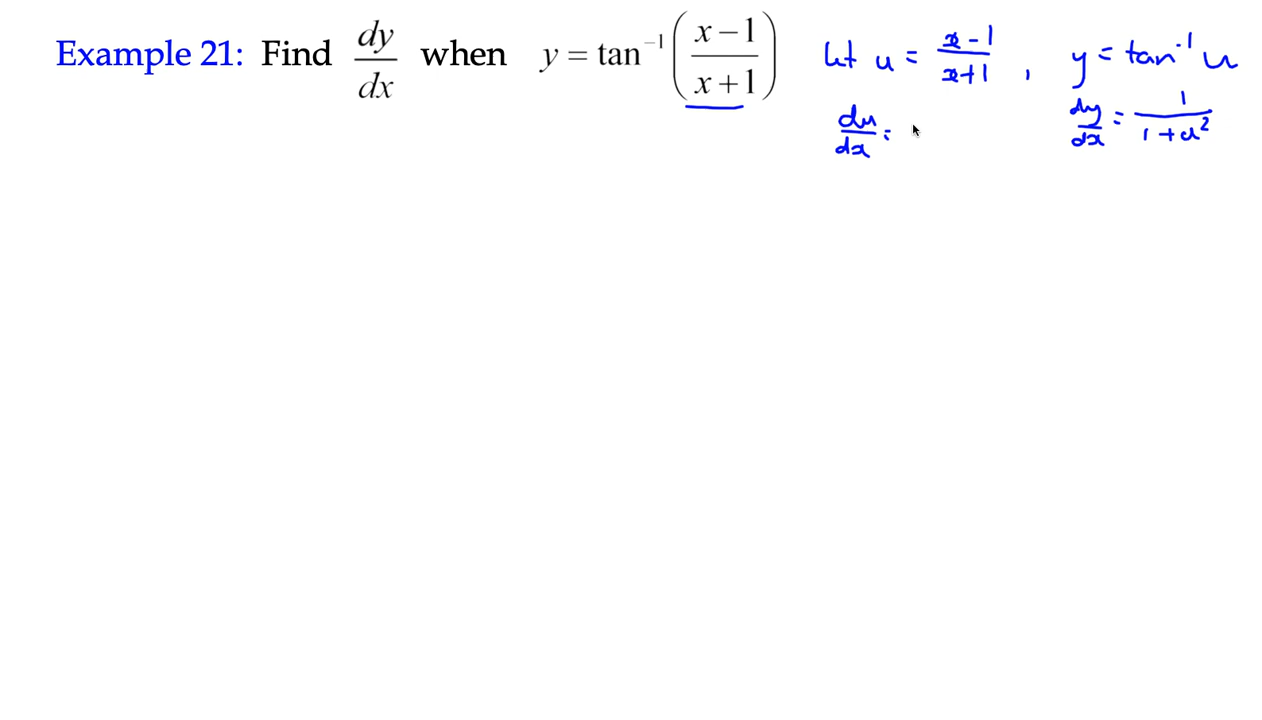 Example 21: Find dy/dx when y = tan⁻¹((x−1)/(x+1)) let u = (x-1)/(x+1) , y = tan⁻¹ u
du/dx = dy/dx = 1/(1+u²)